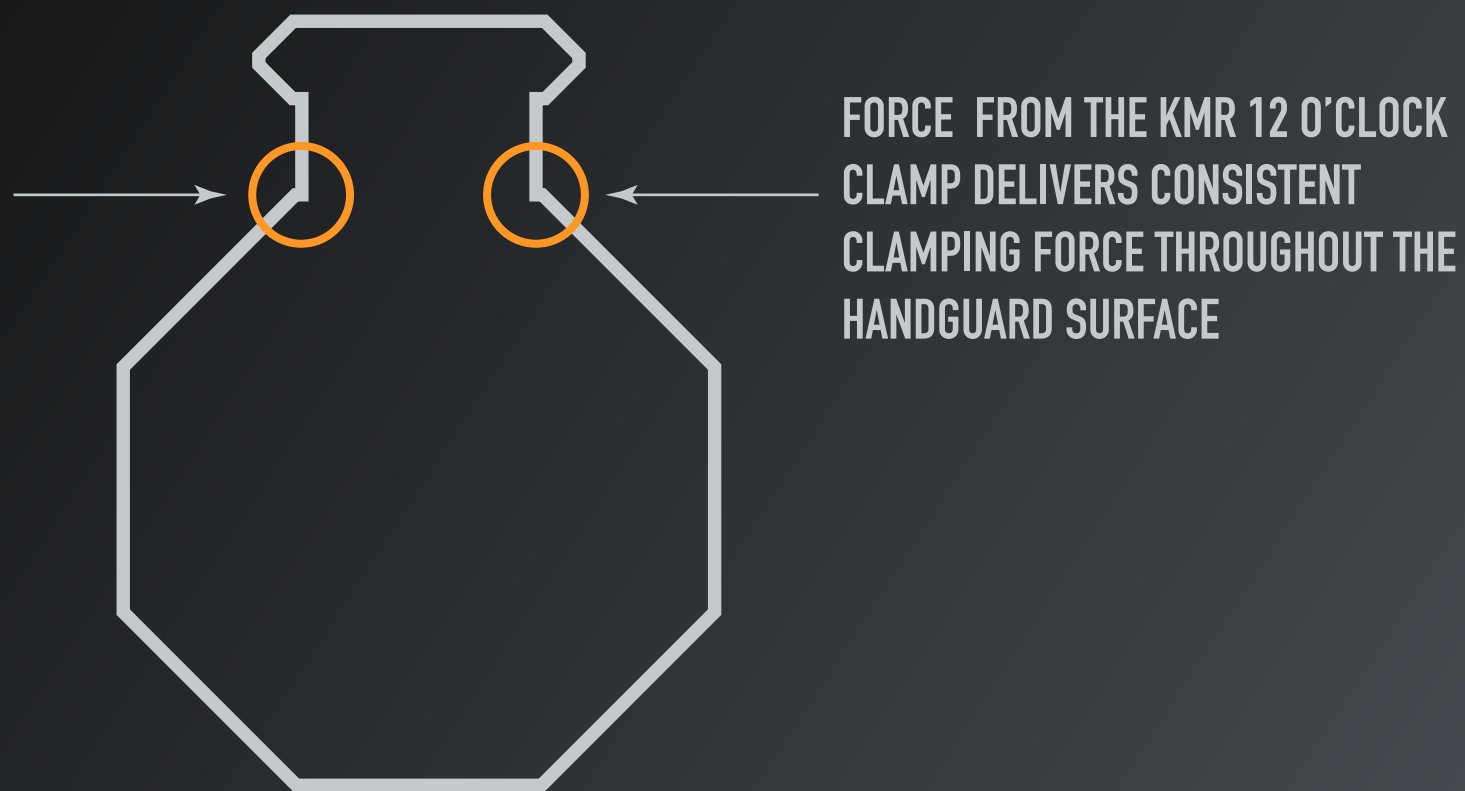 FORCE FROM THE KMR 12 O'CLOCK
CLAMP DELIVERS CONSISTENT
CLAMPING FORCE THROUGHOUT THE
HANDGUARD SURFACE